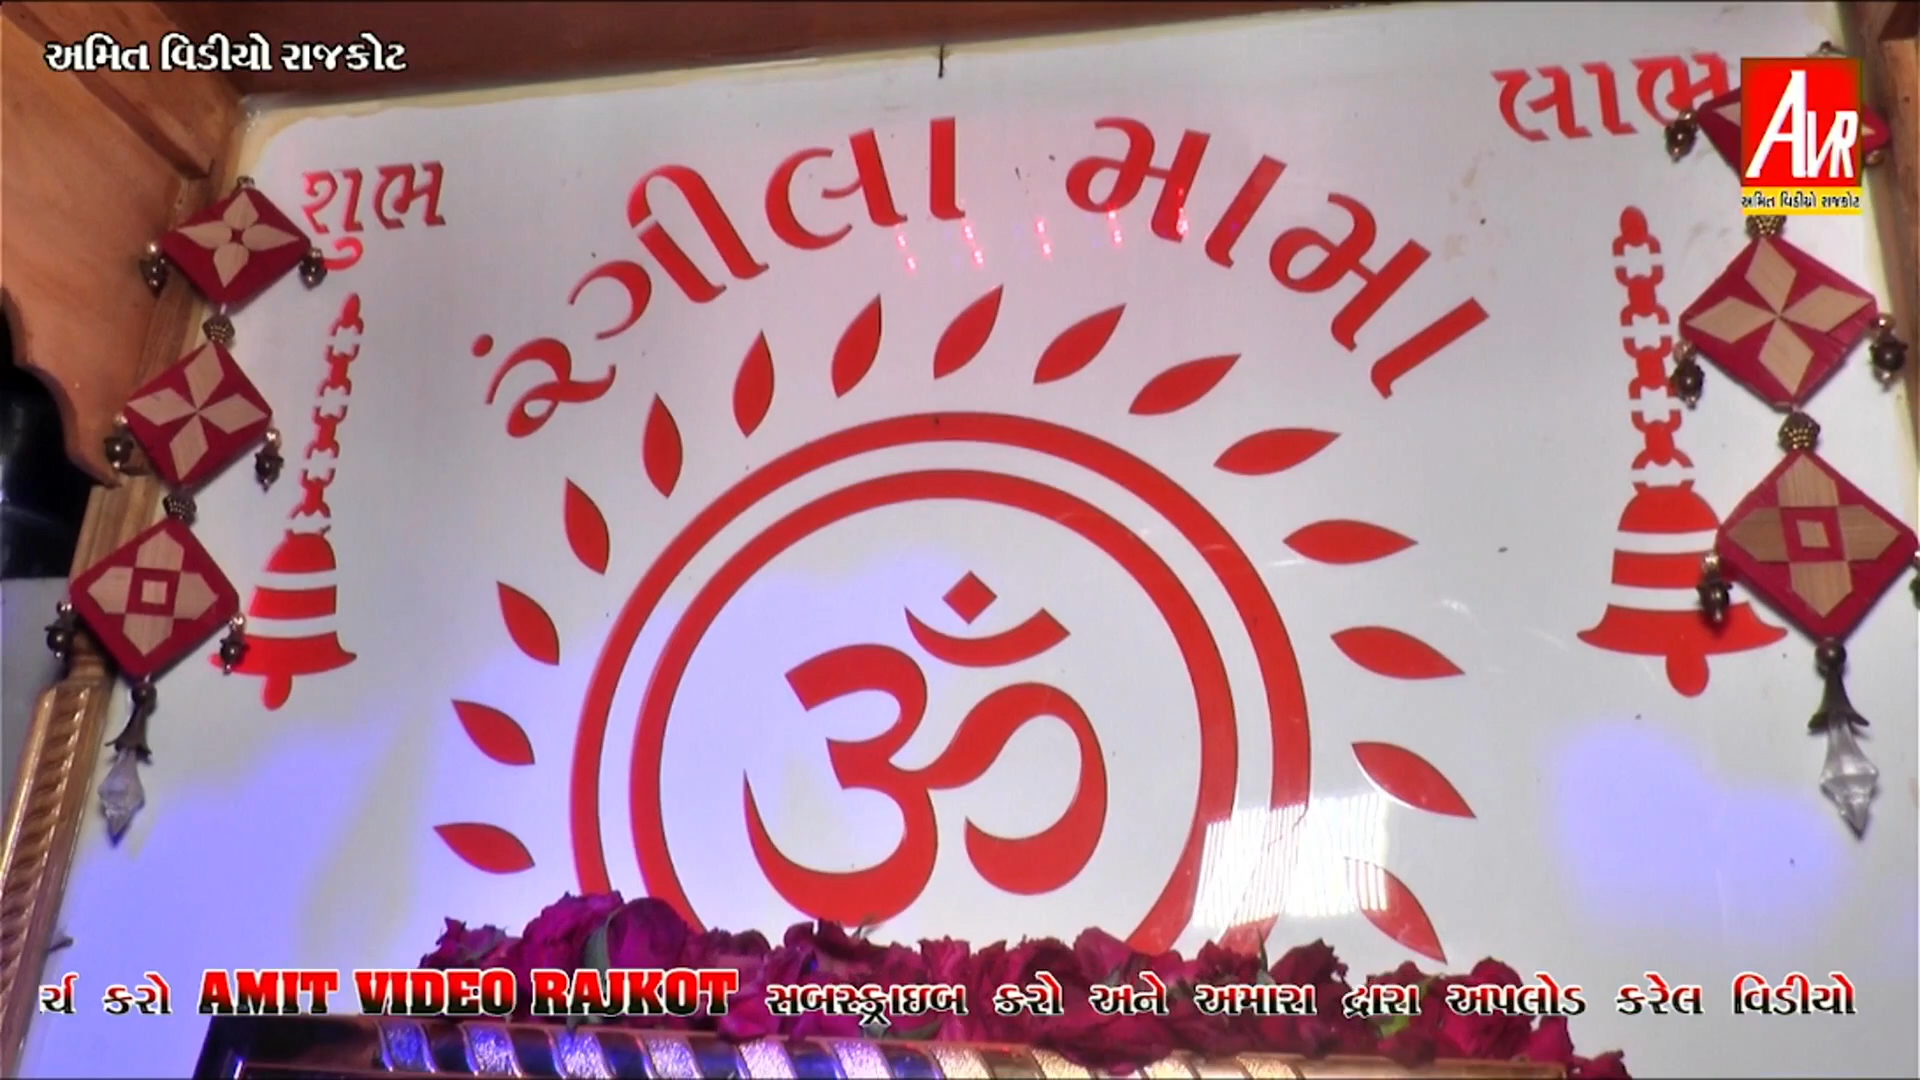 અમિત વિડીયો રાજકોટ
AVR
અમિત વિડીયો રાજકોટ
શુભ
લાભ
રંગીલા મામા
ૐ
ર્ચ કરો AMIT VIDEO RAJKOT સબસ્ક્રાઇબ કરો અને અમારા દ્વારા અપલોડ કરેલ વિડીયો